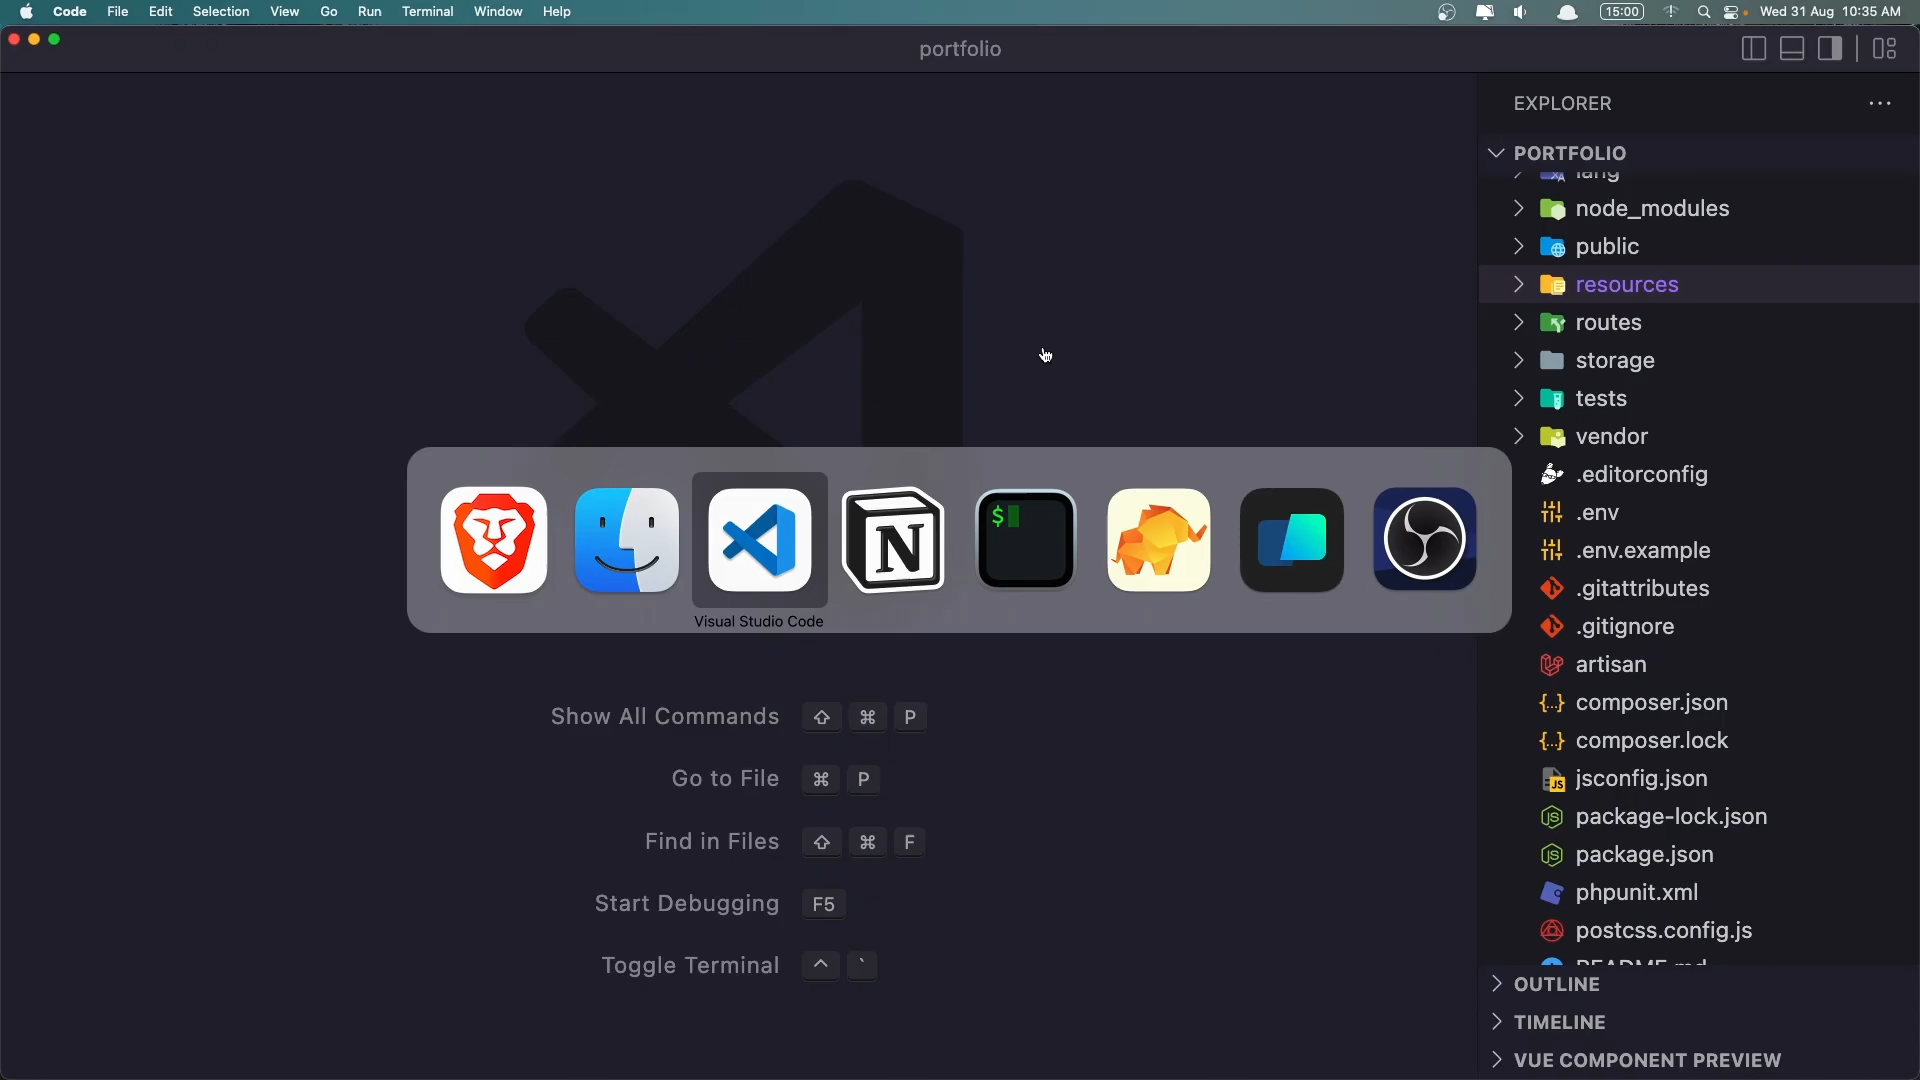 Code File Edit Selection View Go Run Terminal Window Help
15:00 Wed 31 Aug 10:35 AM
portfolio
EXPLORER
PORTFOLIO
lang
node_modules
public
resources
routes
storage
tests
vendor
.editorconfig
.env
.env.example
.gitattributes
.gitignore
artisan
composer.json
composer.lock
jsconfig.json
package-lock.json
package.json
phpunit.xml
postcss.config.js
README.md
OUTLINE
TIMELINE
VUE COMPONENT PREVIEW
N
$
Visual Studio Code
Show All Commands ⇧ ⌘ P
Go to File ⌘ P
Find in Files ⇧ ⌘ F
Start Debugging F5
Toggle Terminal ^ `